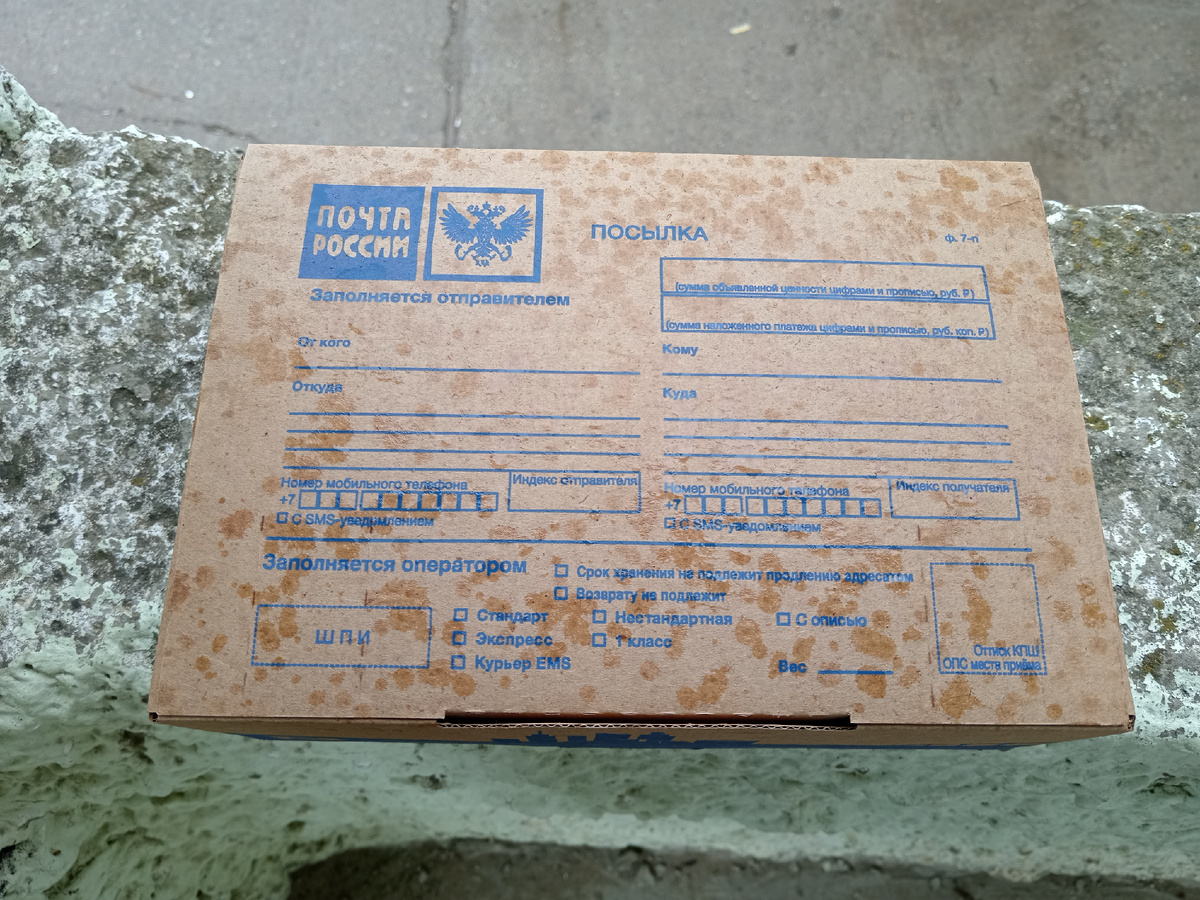 ПОЧТА
РОССИИ
ПОСЫЛКА
ф. 7-п
Заполняется отправителем
(сумма объявленной ценности цифрами и прописью, руб. ₽)
(сумма наложенного платежа цифрами и прописью, руб. коп. ₽)
От кого
Откуда
Номер мобильного телефона
+7
С SMS-уведомлением
Индекс отправителя
Кому
Куда
Номер мобильного телефона
+7
С SMS-уведомлением
Индекс получателя
Заполняется оператором
Срок хранения не подлежит продлению адресатом
Возврату не подлежит
ШПИ
Стандарт
Нестандартная
С описью
Экспресс
1 класс
Курьер EMS
Вес
Оттиск КПШ
ОПС места приёма